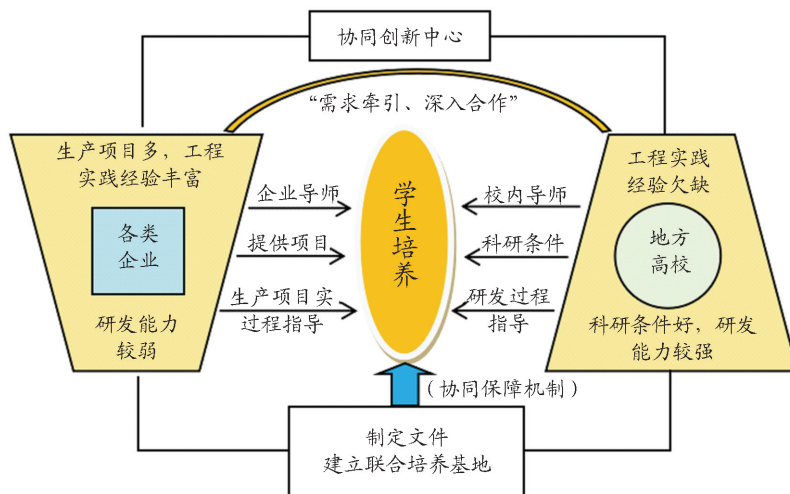 协同创新中心
“需求牵引、深入合作”
生产项目多，工程
实践经验丰富
各类
企业
研发能力
较弱
企业导师
提供项目
生产项目实
过程指导
学生培养
校内导师
科研条件
研发过程
指导
工程实践
经验欠缺
地方
高校
科研条件好，研发
能力较强
（协同保障机制）
制定文件
建立联合培养基地